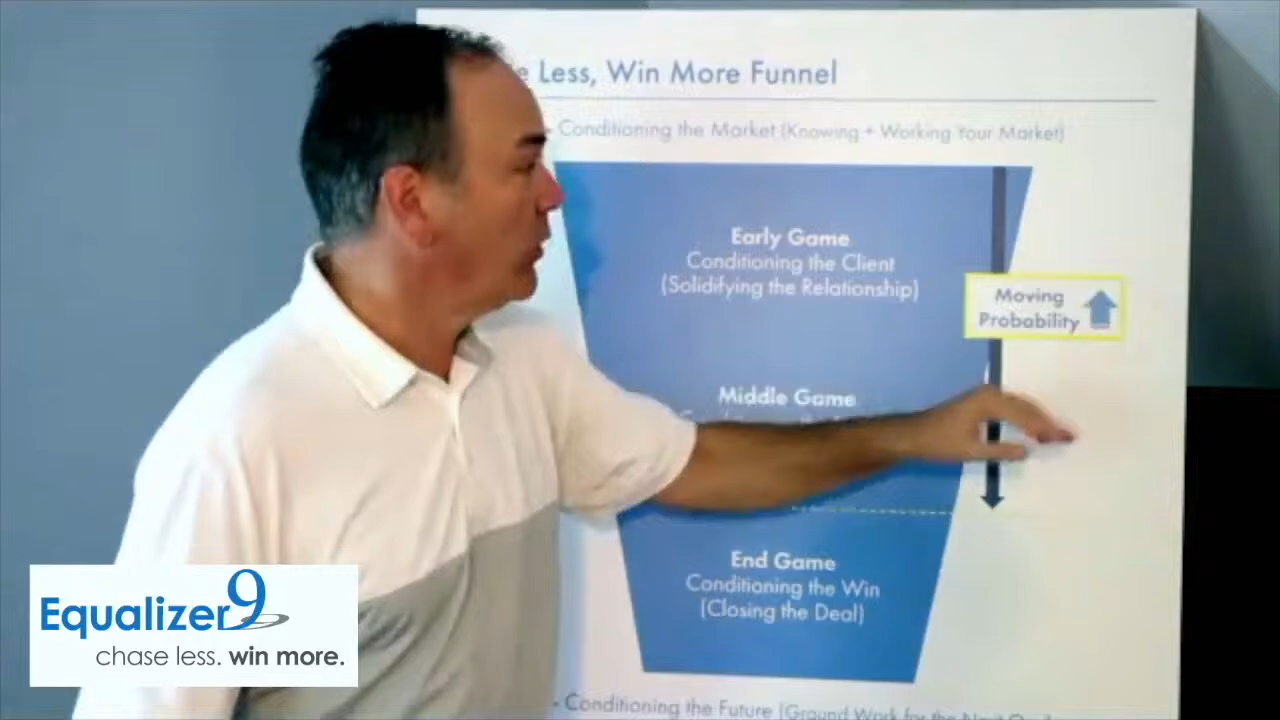 e Less, Win More Funnel
- Conditioning the Market (Knowing + Working Your Market)
Early Game
Conditioning the Client
(Solidifying the Relationship)
Moving
Probability
Middle Game
End Game
Conditioning the Win
(Closing the Deal)
- Conditioning the Future (Ground Work for the Next
Equalizer9
chase less. win more.